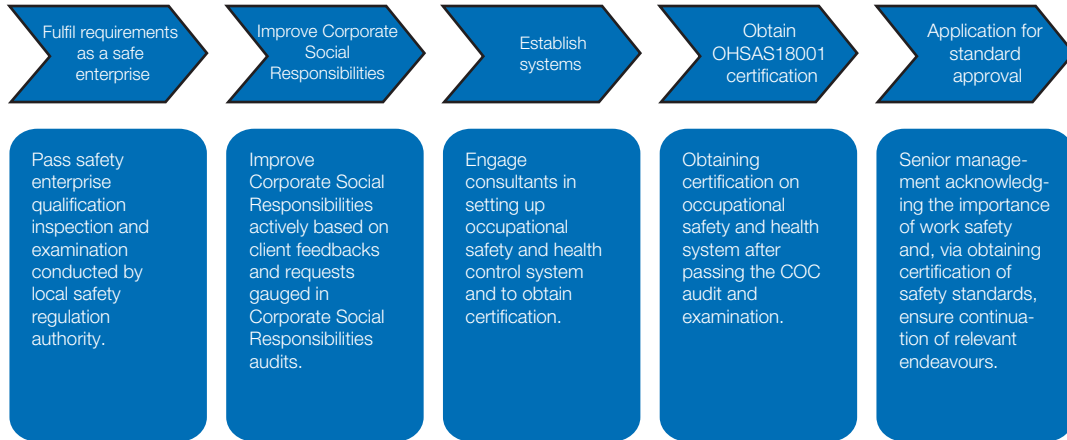 Fulfil requirements
as a safe
enterprise
Improve Corporate
Social
Responsibilities
Establish
systems
Obtain
OHSAS18001
certification
Application for
standard
approval
Pass safety
enterprise
qualification
inspection and
examination
conducted by
local safety
regulation
authority.
Improve
Corporate Social
Responsibilities
actively based on
client feedbacks
and requests
gauged in
Corporate Social
Responsibilities
audits.
Engage
consultants in
setting up
occupational
safety and health
control system
and to obtain
certification.
Obtaining
certification on
occupational
safety and health
system after
passing the COC
audit and
examination.
Senior manage-
ment acknowledg-
ing the importance
of work safety
and, via obtaining
certification of
safety standards,
ensure continua-
tion of relevant
endeavours.